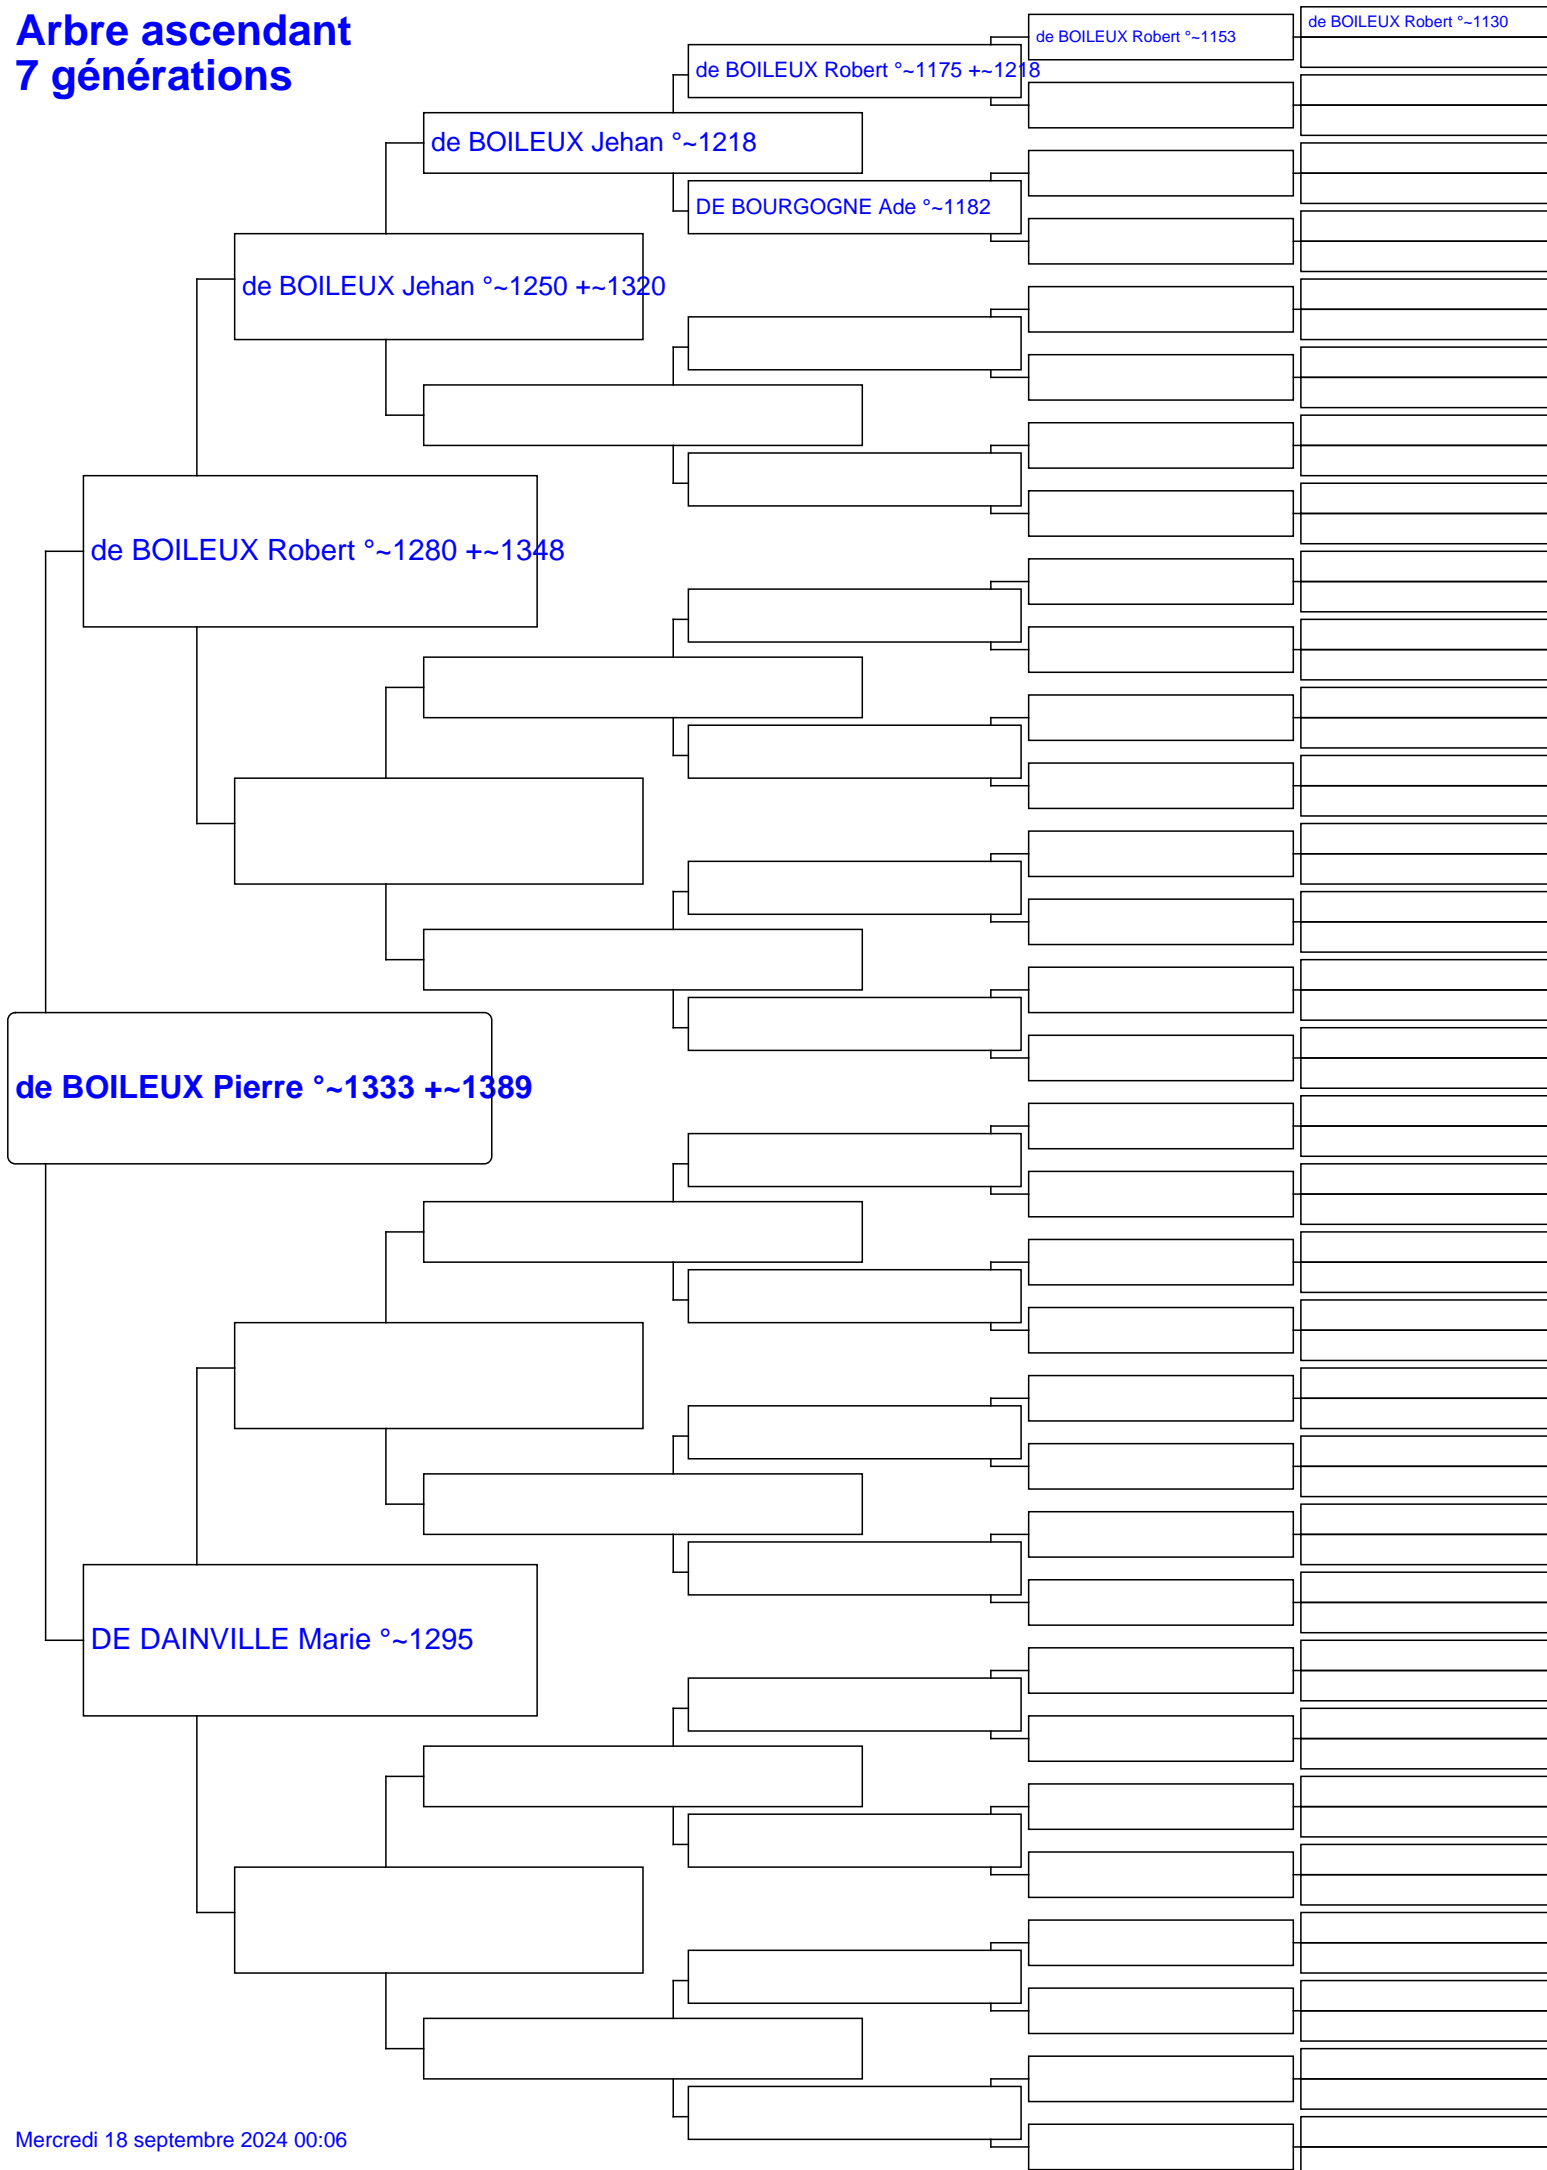 Arbre ascendant
7 générations
de BOILEUX Robert °~1130
de BOILEUX Robert °~1153
de BOILEUX Robert °~1175 +~1218
de BOILEUX Jehan °~1218
DE BOURGOGNE Ade °~1182
de BOILEUX Jehan °~1250 +~1320
de BOILEUX Robert °~1280 +~1348
de BOILEUX Pierre °~1333 +~1389
DE DAINVILLE Marie °~1295
Mercredi 18 septembre 2024 00:06